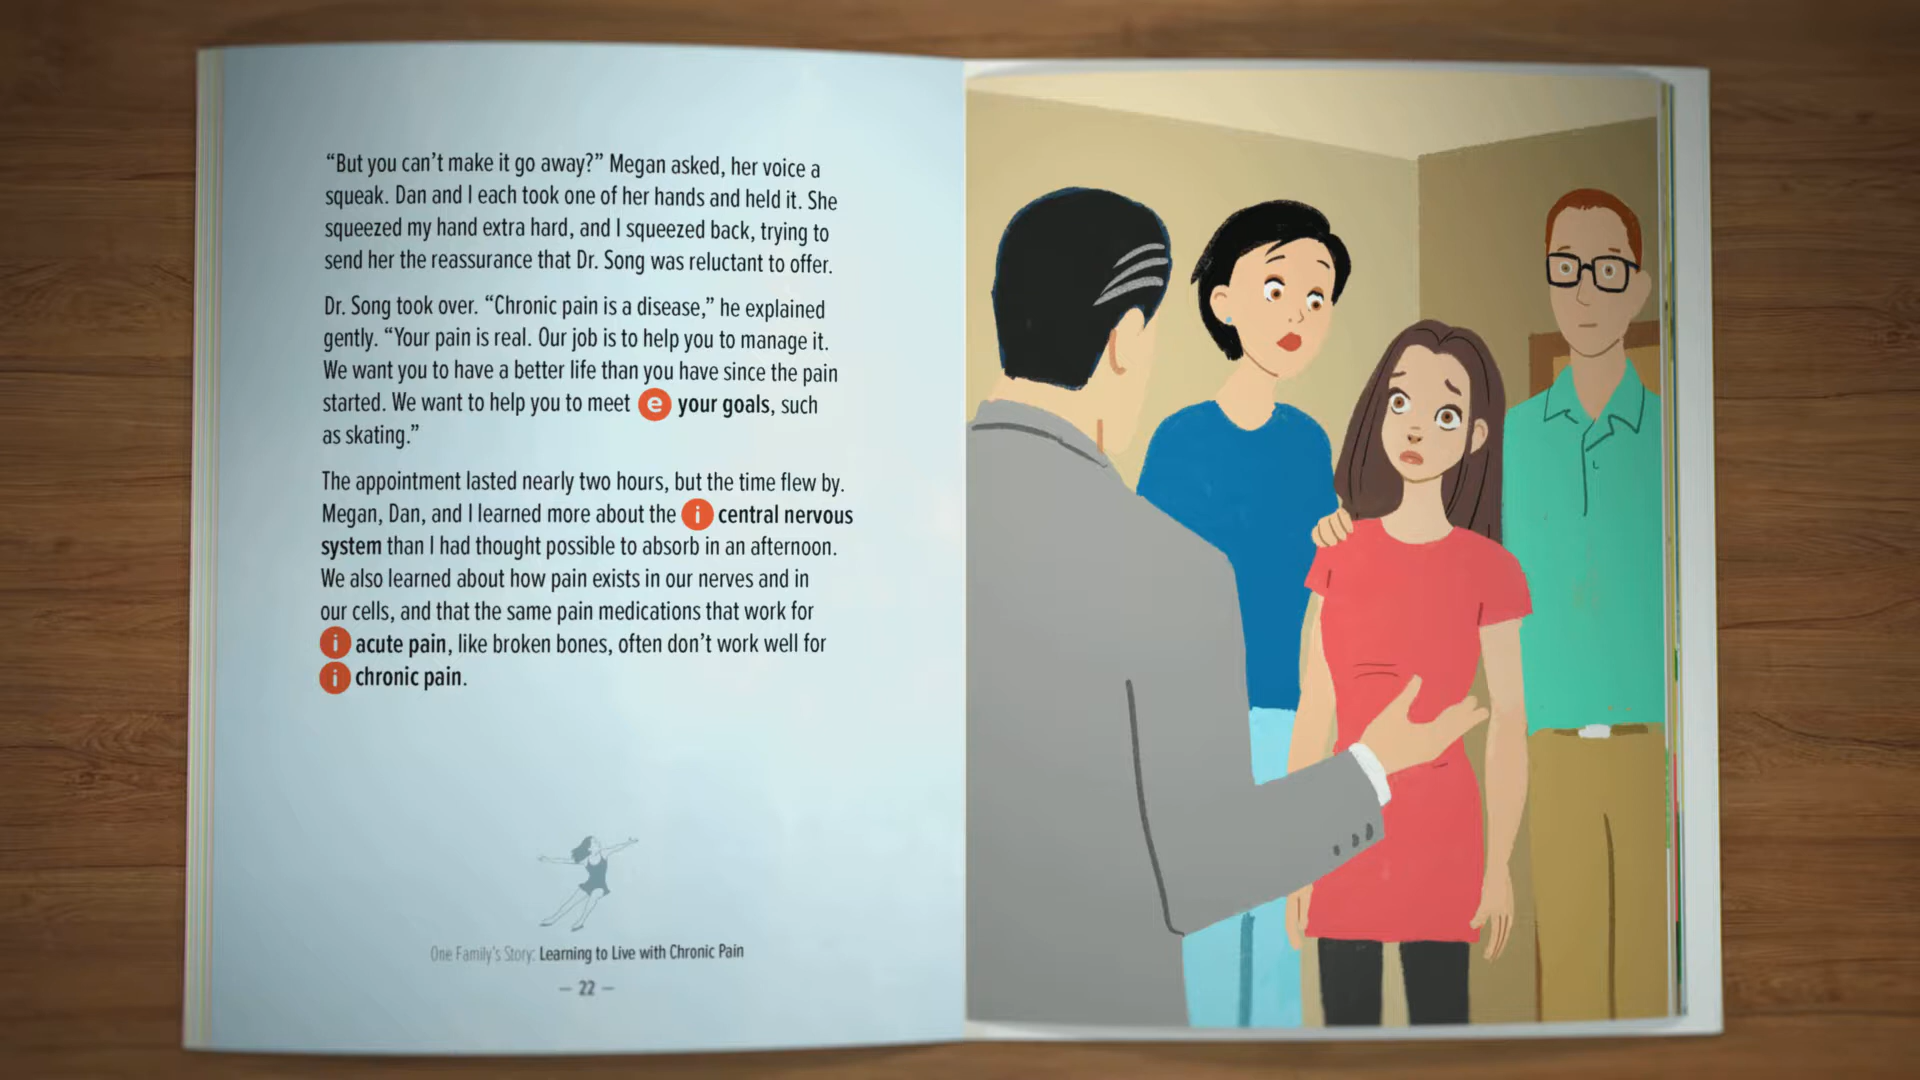 “But you can’t make it go away?” Megan asked, her voice a
squeak. Dan and I each took one of her hands and held it. She
squeezed my hand extra hard, and I squeezed back, trying to
send her the reassurance that Dr. Song was reluctant to offer.
Dr. Song took over. “Chronic pain is a disease,” he explained
gently. “Your pain is real. Our job is to help you to manage it.
We want you to have a better life than you have since the pain
started. We want to help you to meet e your goals, such
as skating.”
The appointment lasted nearly two hours, but the time flew by.
Megan, Dan, and I learned more about the i central nervous
system than I had thought possible to absorb in an afternoon.
We also learned about how pain exists in our nerves and in
our cells, and that the same pain medications that work for
i acute pain, like broken bones, often don’t work well for
i chronic pain.
One Family’s Story: Learning to Live with Chronic Pain
– 22 –